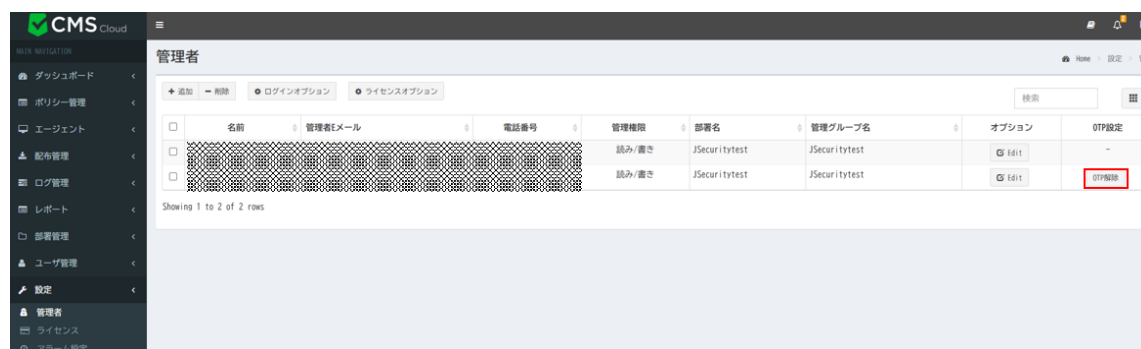 CMS Cloud
MAIN NAVIGATION
ダッシュボード
ポリシー管理
エージェント
配布管理
ログ管理
レポート
部署管理
ユーザ管理
設定
管理者
ライセンス
アラーム設定
管理者
Home > 設定 >
追加 削除 ログインオプション ライセンスオプション
検索
名前 管理者Eメール 電話番号 管理権限 部署名 管理グループ名 オプション OTP設定
読み/書き JSecuritytest JSecuritytest Edit -
読み/書き JSecuritytest JSecuritytest Edit OTP解除
Showing 1 to 2 of 2 rows